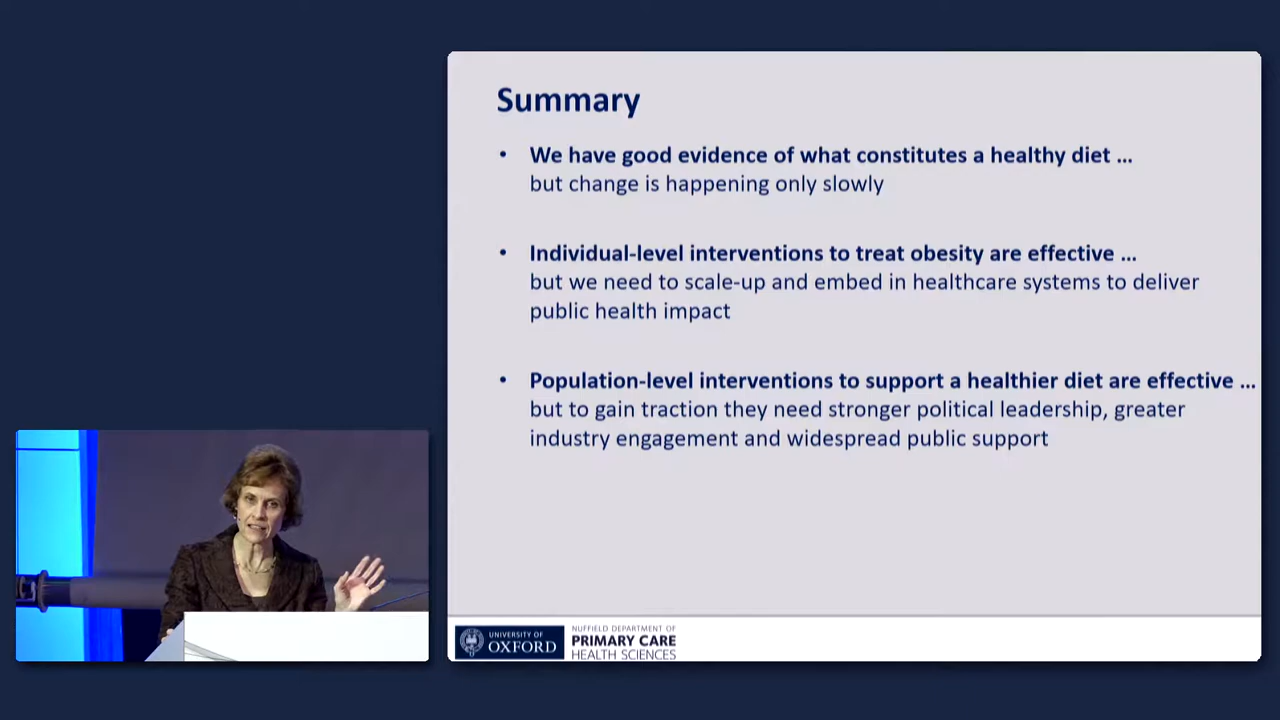 Summary
• We have good evidence of what constitutes a healthy diet ...
but change is happening only slowly
• Individual-level interventions to treat obesity are effective ...
but we need to scale-up and embed in healthcare systems to deliver
public health impact
• Population-level interventions to support a healthier diet are effective ...
but to gain traction they need stronger political leadership, greater
industry engagement and widespread public support
UNIVERSITY OF
OXFORD
NUFFIELD DEPARTMENT OF
PRIMARY CARE
HEALTH SCIENCES